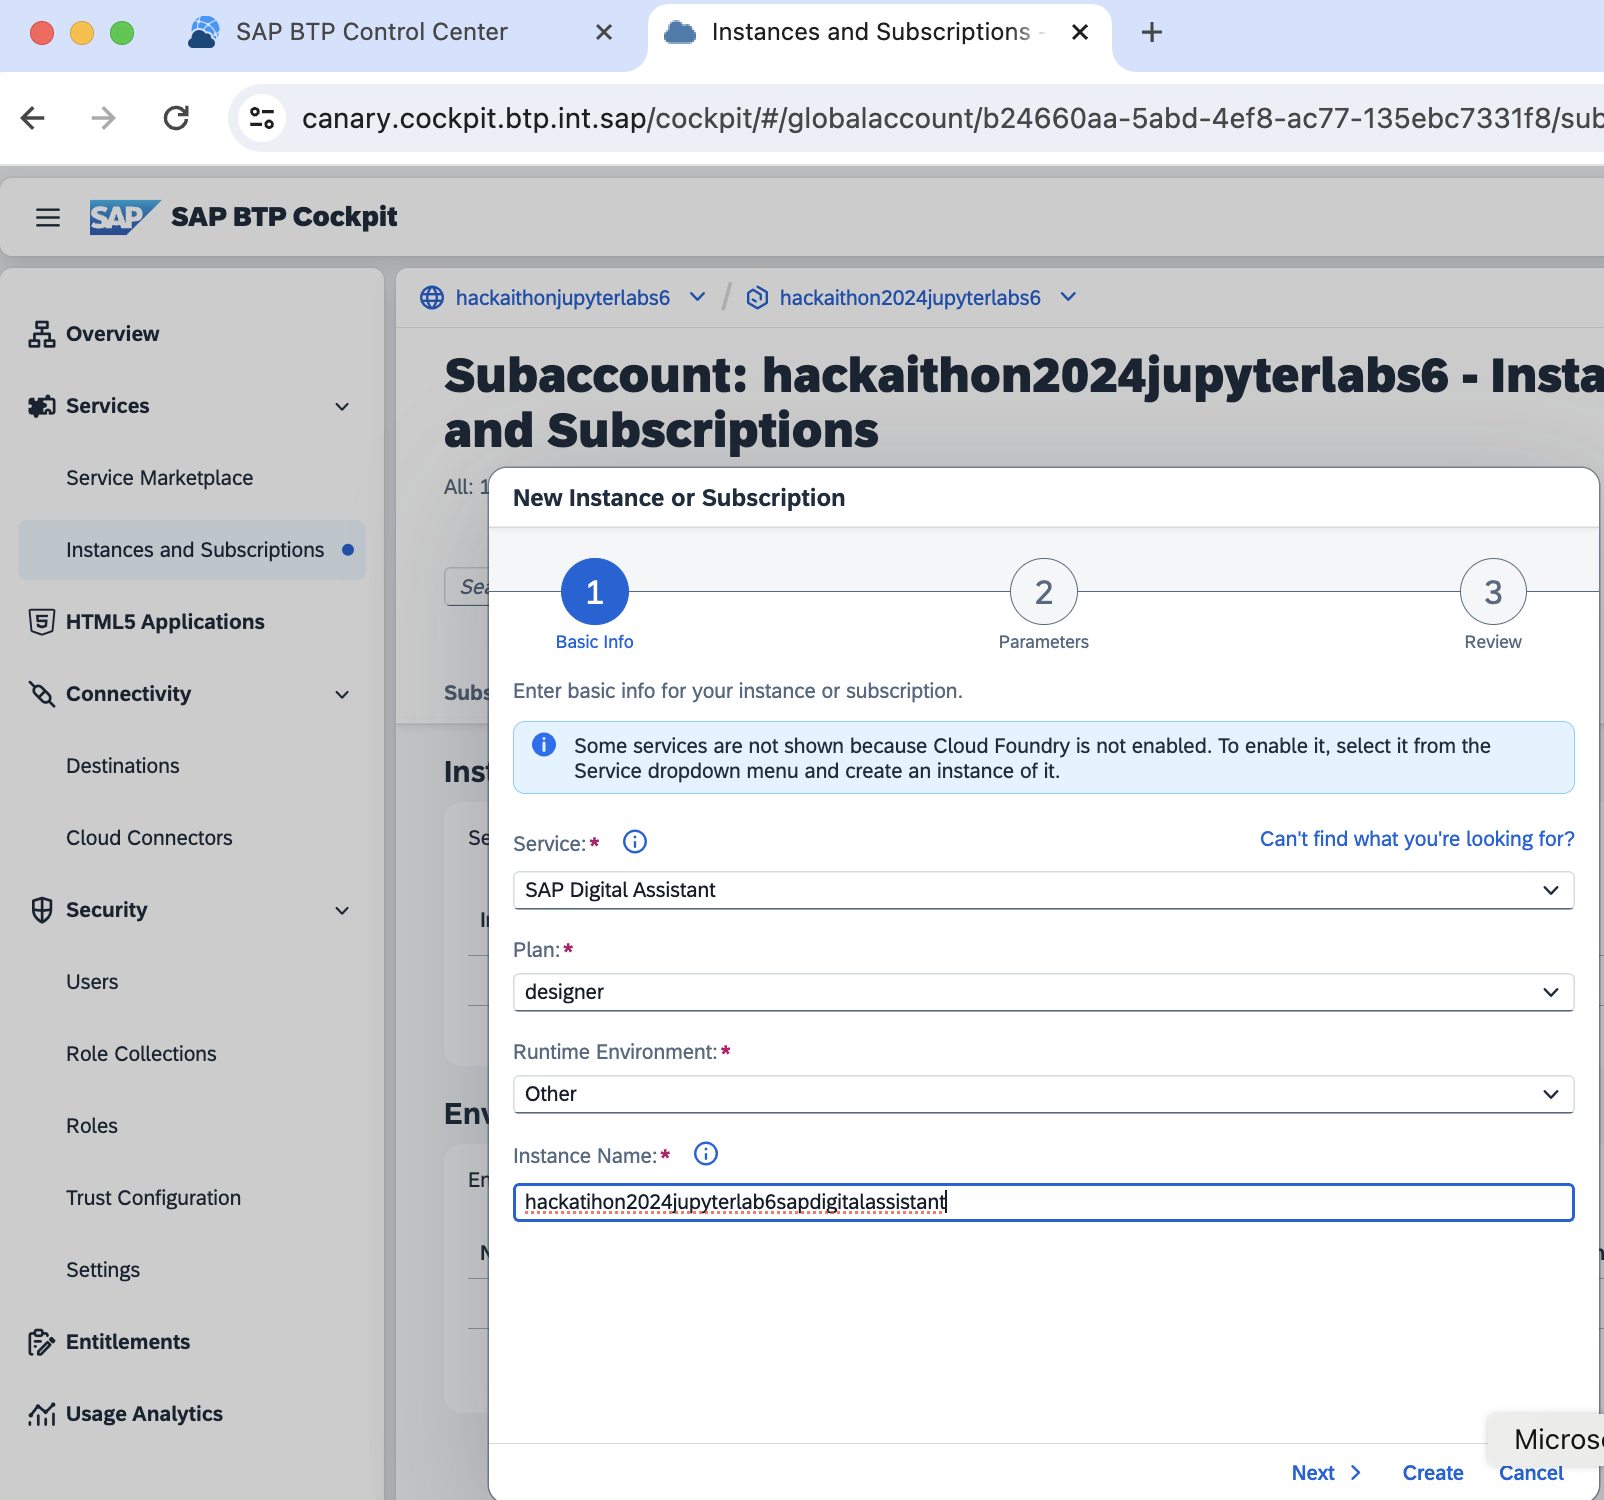 SAP BTP Control Center
Instances and Subscriptions -
canary.cockpit.btp.int.sap/cockpit/#/globalaccount/b24660aa-5abd-4ef8-ac77-135ebc7331f8/sub
SAP SAP BTP Cockpit
Overview
Services
Service Marketplace
Instances and Subscriptions
HTML5 Applications
Connectivity
Destinations
Cloud Connectors
Security
Users
Role Collections
Roles
Trust Configuration
Settings
Entitlements
Usage Analytics
hackaithonjupyterlabs6 / hackaithon2024jupyterlabs6
Subaccount: hackaithon2024jupyterlabs6 - Insta
and Subscriptions
All: 1
Sea
Subs
Inst
Se
Env
En
New Instance or Subscription
1 2 3
Basic Info Parameters Review
Enter basic info for your instance or subscription.
Some services are not shown because Cloud Foundry is not enabled. To enable it, select it from the
Service dropdown menu and create an instance of it.
Service:*
Can't find what you're looking for?
SAP Digital Assistant
Plan:*
designer
Runtime Environment:*
Other
Instance Name:*
hackatihon2024jupyterlab6sapdigitalassistant
Micros
Next Create Cancel